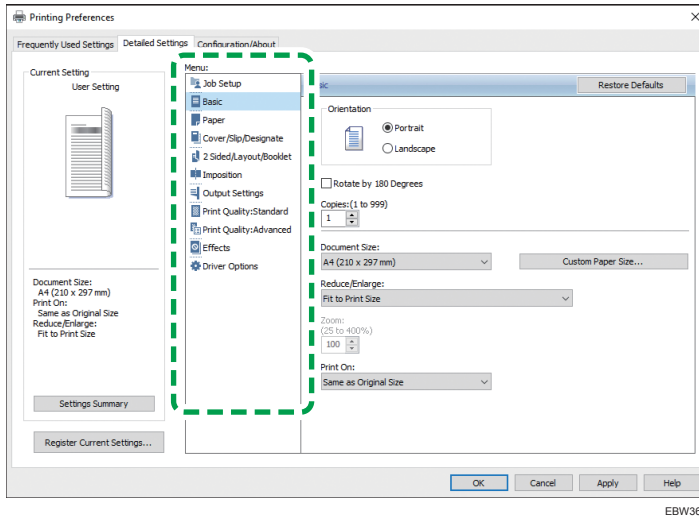 Printing Preferences
Frequently Used Settings Detailed Settings Configuration/About
Current Setting
User Setting
Document Size:
A4 (210 x 297 mm)
Print On:
Same as Original Size
Reduce/Enlarge:
Fit to Print Size
Settings Summary
Register Current Settings...
Menu:
Job Setup
Basic
Paper
Cover/Slip/Designate
2 Sided/Layout/Booklet
Imposition
Output Settings
Print Quality:Standard
Print Quality:Advanced
Effects
Driver Options
Restore Defaults
Orientation
Portrait
Landscape
Rotate by 180 Degrees
Copies:(1 to 999)
1
Document Size:
A4 (210 x 297 mm)
Custom Paper Size...
Reduce/Enlarge:
Fit to Print Size
Zoom:
(25 to 400%)
100
Print On:
Same as Original Size
OK Cancel Apply Help
EBW36